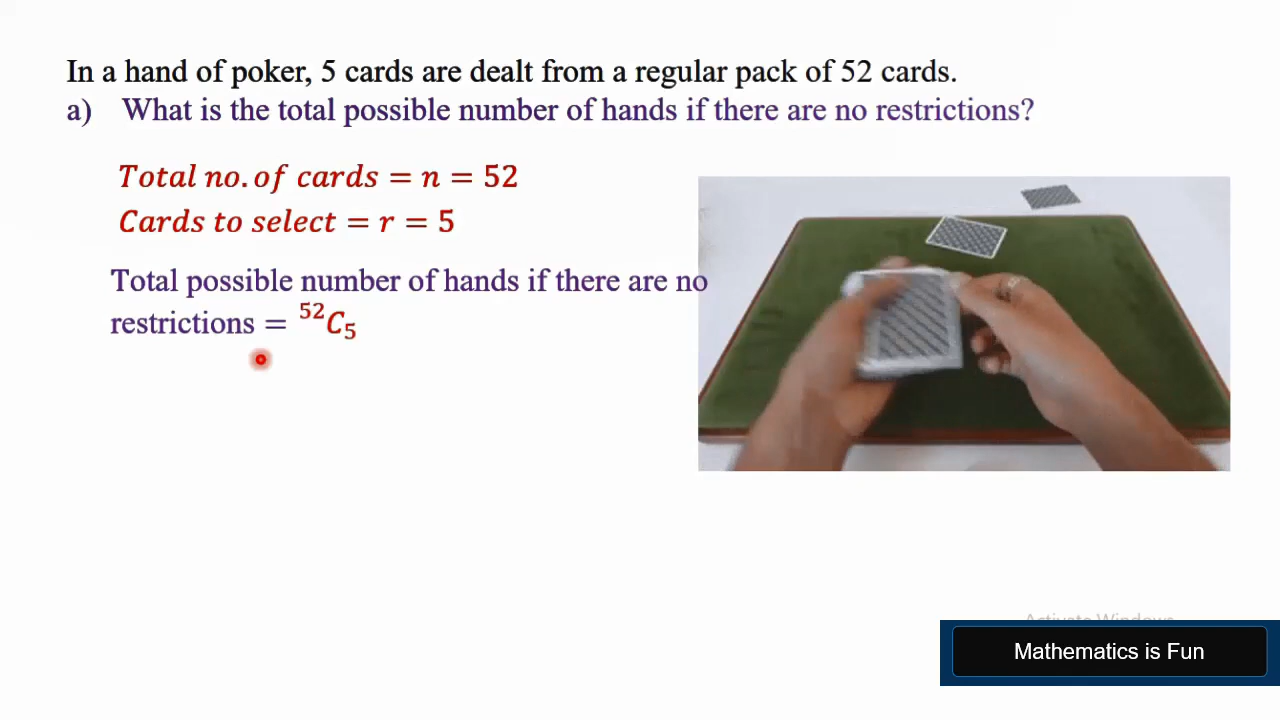 In a hand of poker, 5 cards are dealt from a regular pack of 52 cards.
a) What is the total possible number of hands if there are no restrictions?
Total no. of cards = n = 52
Cards to select = r = 5
Total possible number of hands if there are no
restrictions = ⁵²C₅
Activate Windows
Mathematics is Fun